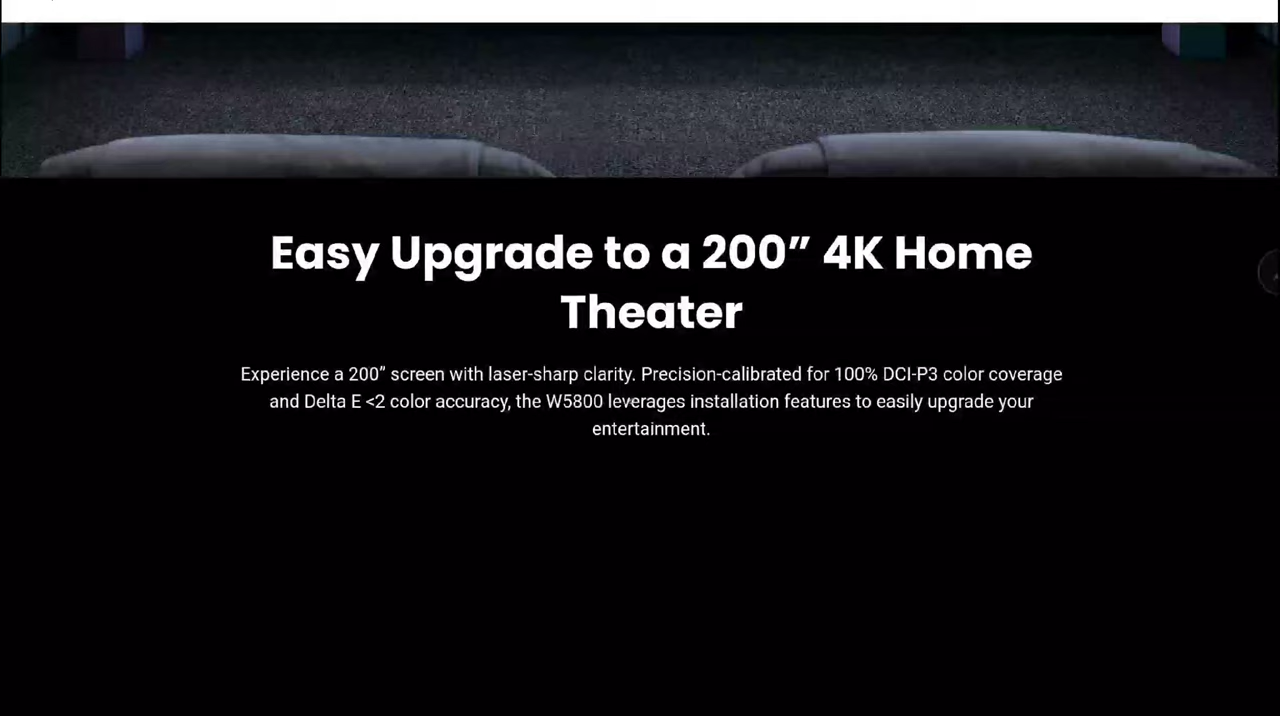 Easy Upgrade to a 200” 4K Home
Theater
Experience a 200” screen with laser-sharp clarity. Precision-calibrated for 100% DCI-P3 color coverage
and Delta E <2 color accuracy, the W5800 leverages installation features to easily upgrade your
entertainment.